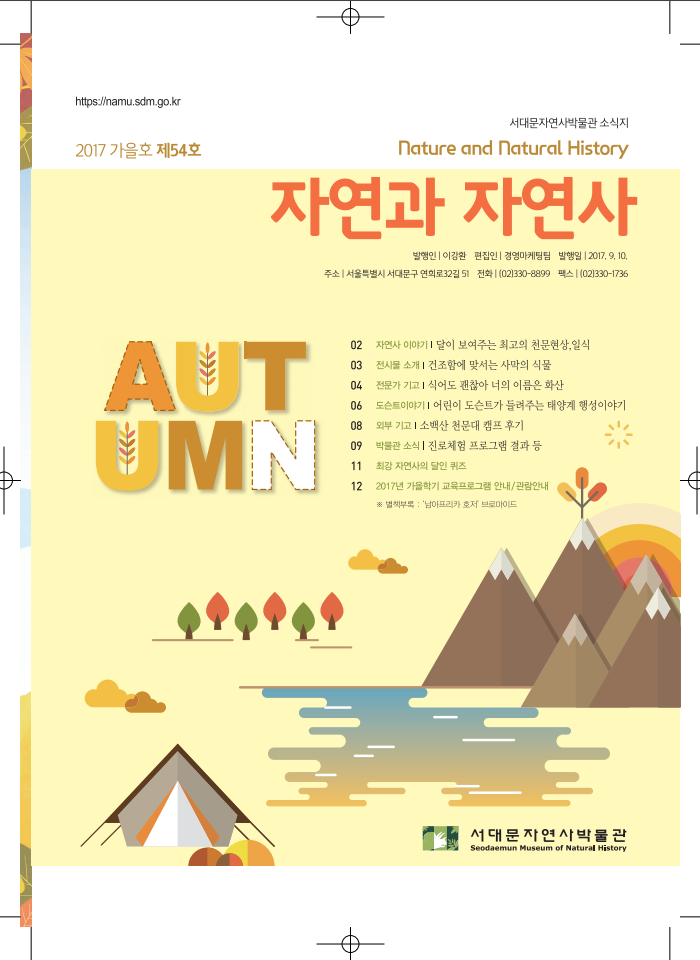 https://namu.sdm.go.kr
서대문자연사박물관 소식지
2017 가을호 제54호
Nature and Natural History
자연과 자연사
발행인 | 이강환 편집인 | 경영마케팅팀 발행일 | 2017. 9. 10.
주소 | 서울특별시 서대문구 연희로32길 51 전화 | (02)330-8899 팩스 | (02)330-1736
AUT
UMN
02 자연사 이야기 | 달이 보여주는 최고의 천문현상,일식
03 전시물 소개 | 건조함에 맞서는 사막의 식물
04 전문가 기고 | 식어도 괜찮아 너의 이름은 화산
06 도슨트이야기 | 어린이 도슨트가 들려주는 태양계 행성이야기
08 외부 기고 | 소백산 천문대 캠프 후기
09 박물관 소식 | 진로체험 프로그램 결과 등
11 최강 자연사의 달인 퀴즈
12 2017년 가을학기 교육프로그램 안내/관람안내
※ 별책부록 : '남아프리카 호저' 브로마이드
서대문자연사박물관
Seodaemun Museum of Natural History